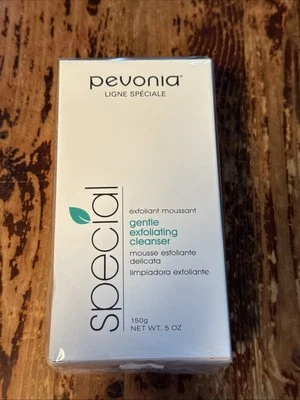 pevonia®
LIGNE SPÉCIALE
special
exfoliant moussant
gentle
exfoliating
cleanser
mousse esfoliante
delicata
limpiadora exfoliante
150g
NET WT. 5 OZ